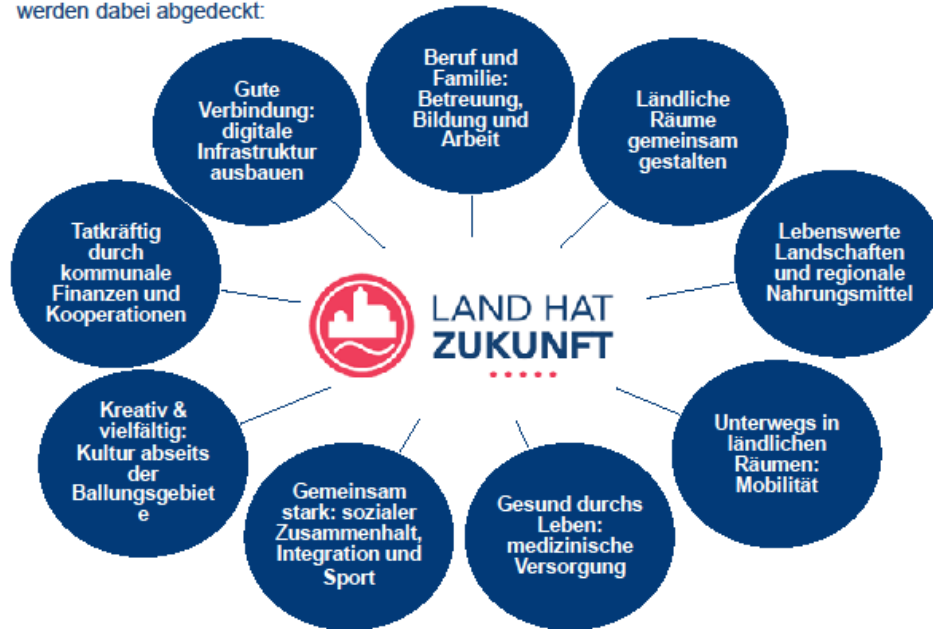 werden dabei abgedeckt:
Beruf und
Familie:
Betreuung,
Bildung und
Arbeit
Gute
Verbindung:
digitale
Infrastruktur
ausbauen
Ländliche
Räume
gemeinsam
gestalten
Tatkräftig
durch
kommunale
Finanzen und
Kooperationen
Lebenswerte
Landschaften
und regionale
Nahrungsmittel
LAND HAT
ZUKUNFT
Kreativ &
vielfältig:
Kultur abseits
der
Ballungsgebiet
e
Unterwegs in
ländlichen
Räumen:
Mobilität
Gemeinsam
stark: sozialer
Zusammenhalt,
Integration und
Sport
Gesund durchs
Leben:
medizinische
Versorgung